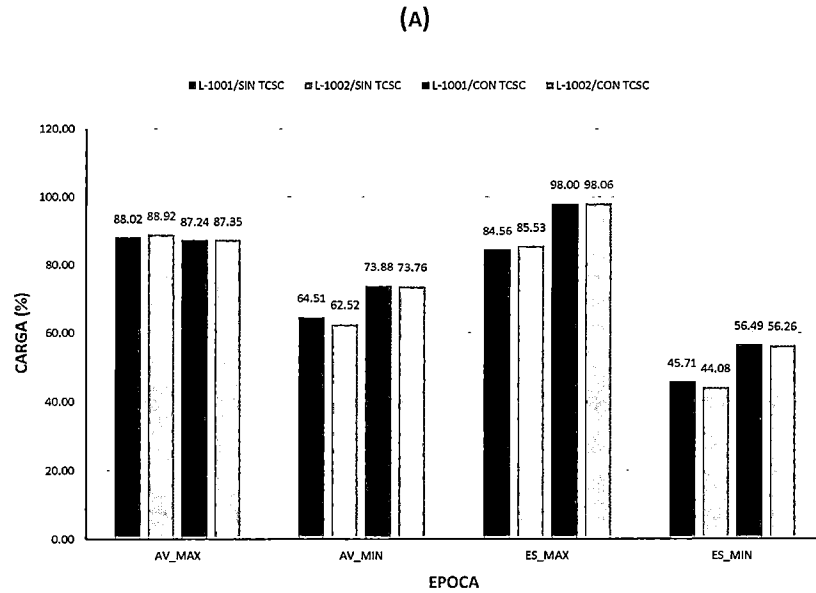 (A)
L-1001/SIN TCSC L-1002/SIN TCSC L-1001/CON TCSC L-1002/CON TCSC
120.00
100.00
80.00
60.00
40.00
20.00
0.00
CARGA (%)
88.02 88.92 87.24 87.35
64.51 62.52 73.88 73.76
84.56 85.53 98.00 98.06
45.71 44.08 56.49 56.26
AV_MAX AV_MIN ES_MAX ES_MIN
EPOCA